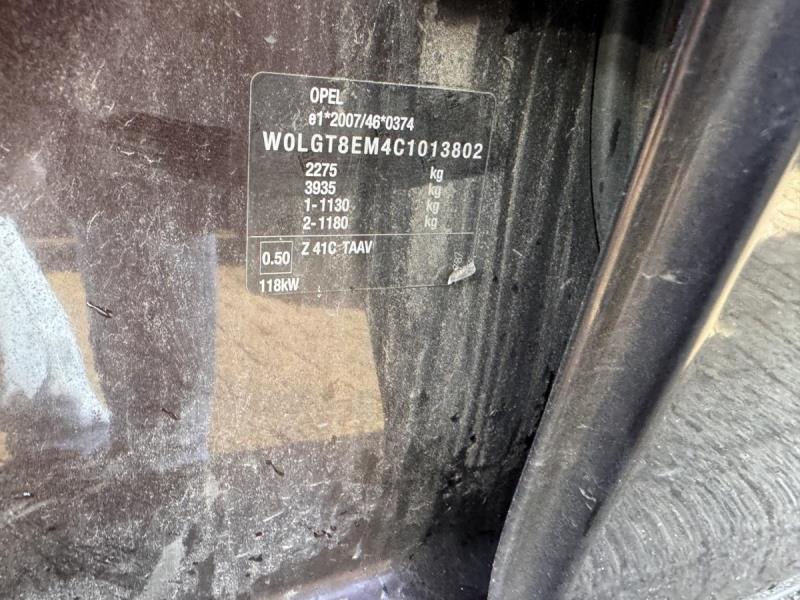 OPEL
e1*2007/46*0374
W0LGT8EM4C1013802
2275 kg
3935 kg
1-1130 kg
2-1180 kg
0.50 Z 41C TAAV
118kW